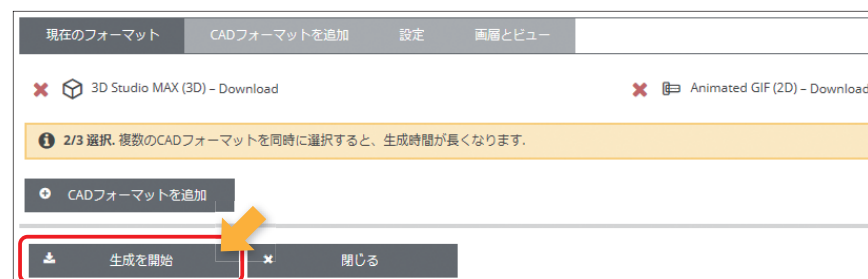 現在のフォーマット CADフォーマットを追加 設定 画層とビュー
3D Studio MAX (3D) – Download Animated GIF (2D) – Download
2/3 選択. 複数のCADフォーマットを同時に選択すると、生成時間が長くなります.
CADフォーマットを追加
生成を開始 閉じる